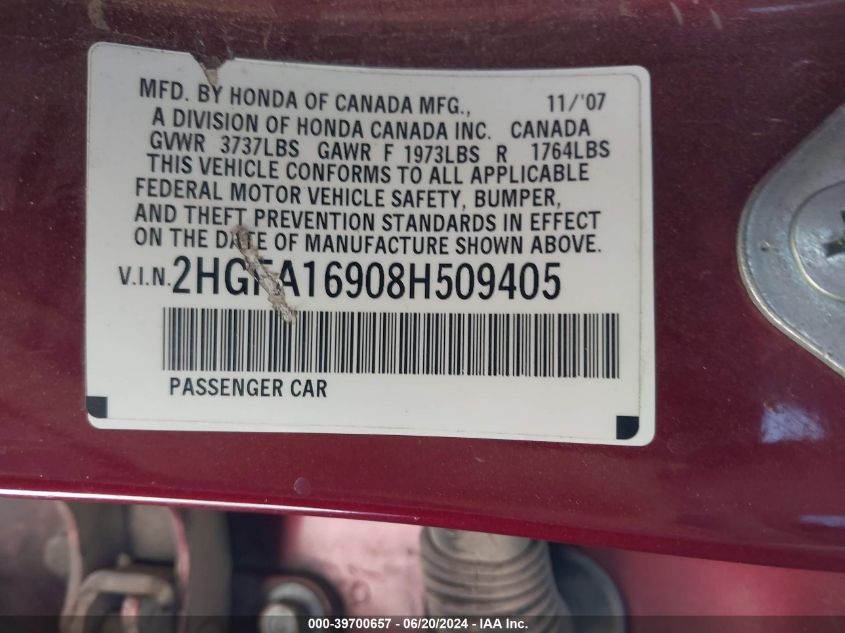 MFD. BY HONDA OF CANADA MFG., 11/'07
A DIVISION OF HONDA CANADA INC. CANADA
GVWR 3737LBS GAWR F 1973LBS R 1764LBS
THIS VEHICLE CONFORMS TO ALL APPLICABLE
FEDERAL MOTOR VEHICLE SAFETY, BUMPER,
AND THEFT PREVENTION STANDARDS IN EFFECT
ON THE DATE OF MANUFACTURE SHOWN ABOVE.
V.I.N. 2HGFA16908H509405
PASSENGER CAR
000-39700657 - 06/20/2024 - IAA Inc.